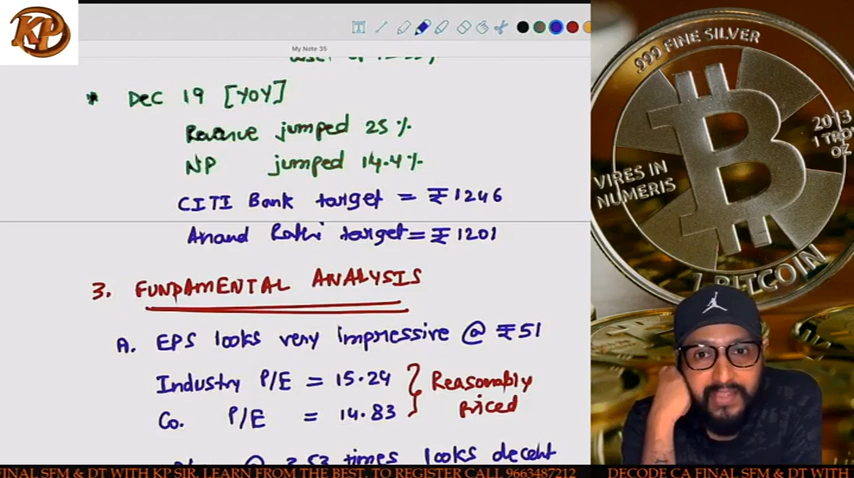 KP
My Note 35
* Dec 19 [YOY]
Revenue jumped 25 %
NP jumped 14.4 %
CITI Bank target = ₹1246
Anand Rathi target = ₹1201
3. FUNDAMENTAL ANALYSIS
A. EPS looks very impressive @ ₹51
Industry P/E = 15.24
Co. P/E = 14.83
Reasonably
Priced
@ 2.53 times looks decent
.999 FINE SILVER
2013
1 TROY
OZ
VIRES IN
NUMERIS
1 BITCOIN
FINAL SFM & DT WITH KP SIR. LEARN FROM THE BEST. TO REGISTER CALL 9663487212 DECODE CA FINAL SFM & DT WITH